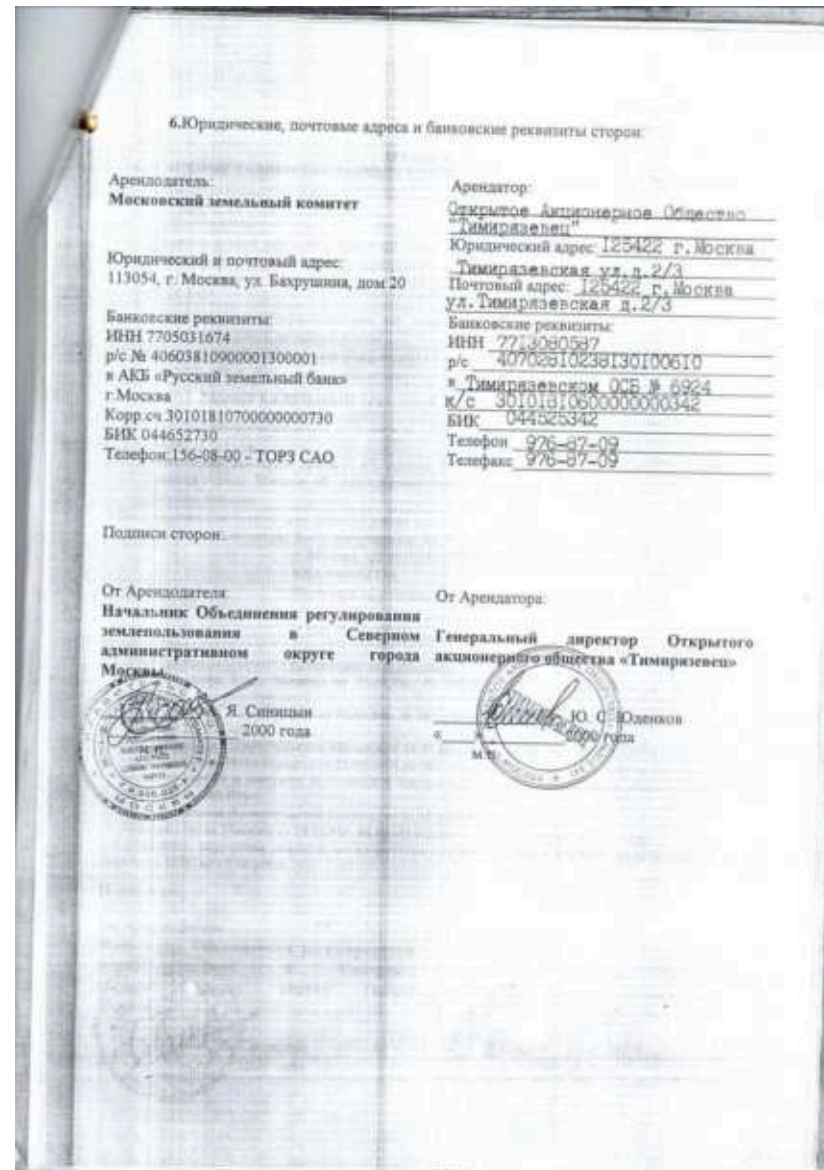 6.Юридические, почтовые адреса и банковские реквизиты сторон:
Арендодатель:
Московский земельный комитет
Юридический и почтовый адрес:
113054, г. Москва, ул. Бахрушина, дом 20
Банковские реквизиты:
ИНН 7705031674
р/с № 40603810900001300001
в АКБ «Русский земельный банк»
г.Москва
Корр.сч 30101810700000000730
БИК 044652730
Телефон:156-08-00 - ТОРЗ САО
Арендатор:
Открытое Акционерное Общество
"Тимирязевец"
Юридический адрес: 125422 г.Москва
Тимирязевская ул.д.2/3
Почтовый адрес: 125422 г.Москва
ул.Тимирязевская д.2/3
Банковские реквизиты:
ИНН 7713080587
р/с 40702810238130100610
в Тимирязевском ОСБ № 6924
к/с 30101810600000000342
БИК 044525342
Телефон 976-87-09
Телефакс 976-87-09
Подписи сторон:
От Арендодателя:
Начальник Объединения регулирования
землепользования в Северном
административном округе города
Москвы
Я. Синицын
2000 года
От Арендатора:
Генеральный директор Открытого
акционерного общества «Тимирязевец»
Ю. С. Юденков
« » 2000 года
М.П.